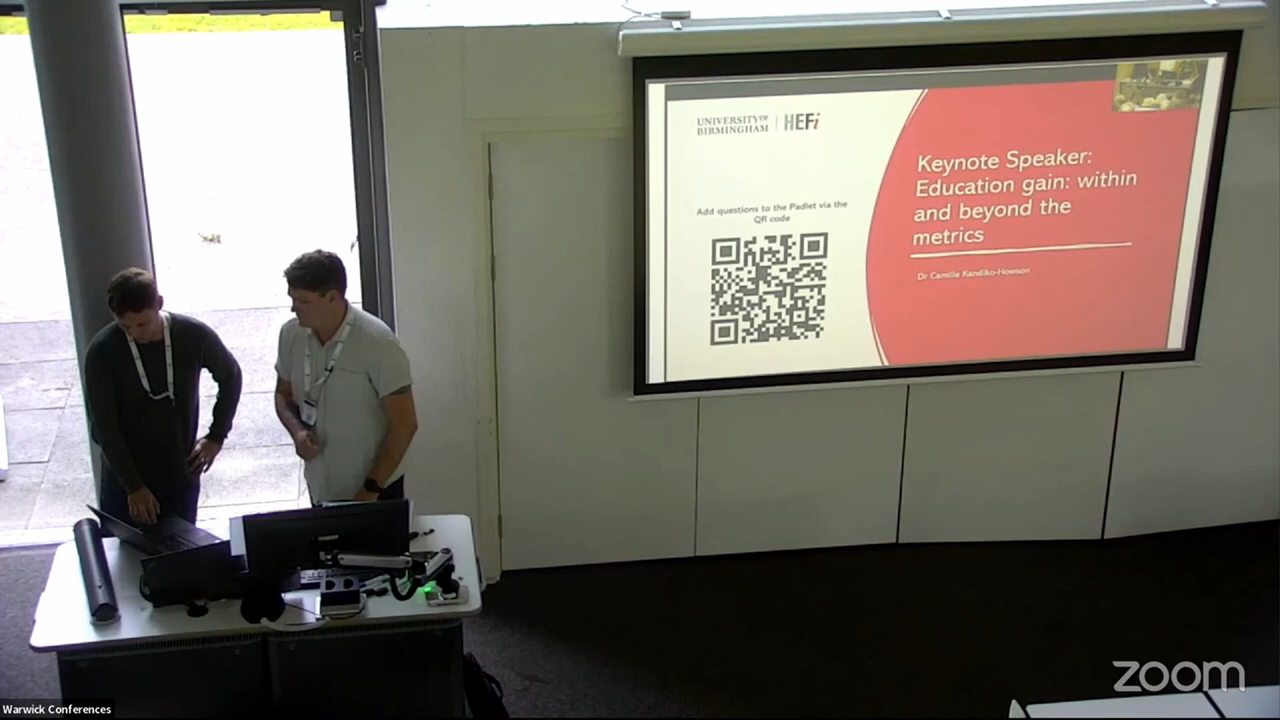 UNIVERSITY OF
BIRMINGHAM
HEFi
Add questions to the Padlet via the
QR code
Keynote Speaker:
Education gain: within
and beyond the
metrics
Dr Camille Kandiko-Howson
Warwick Conferences
zoom